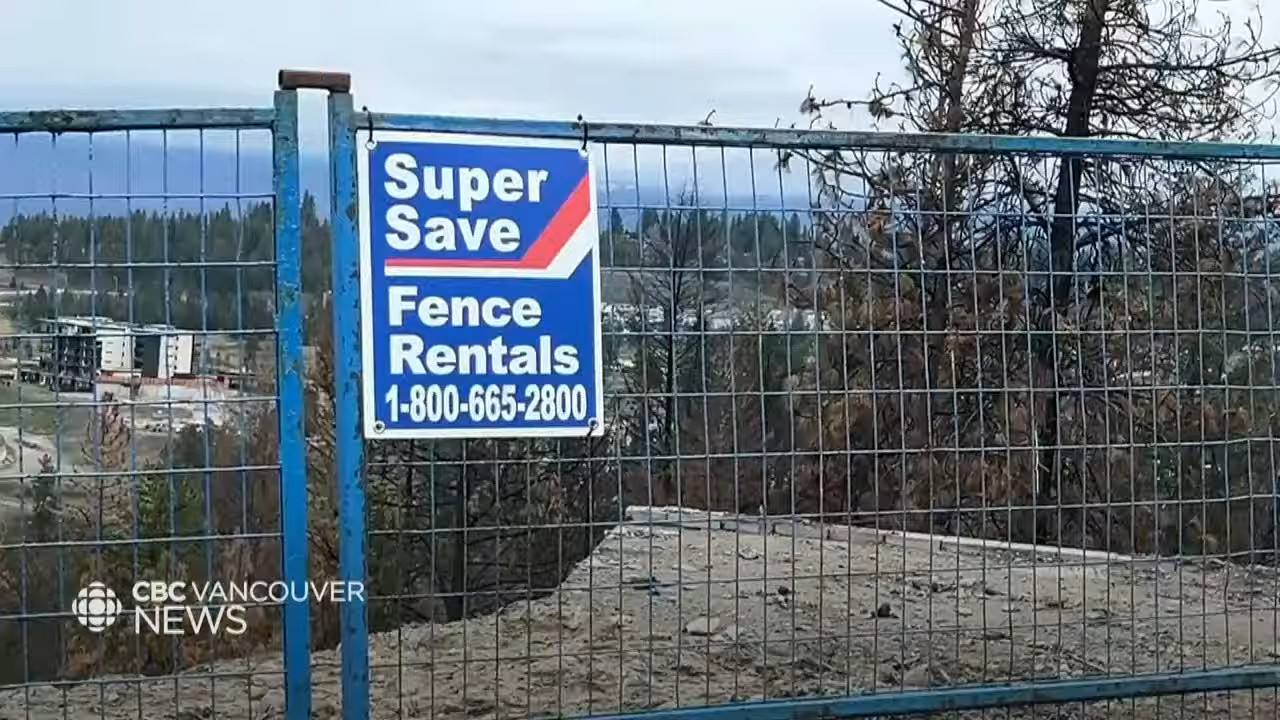 Super
Save
Fence
Rentals
1-800-665-2800
CBC VANCOUVER
NEWS